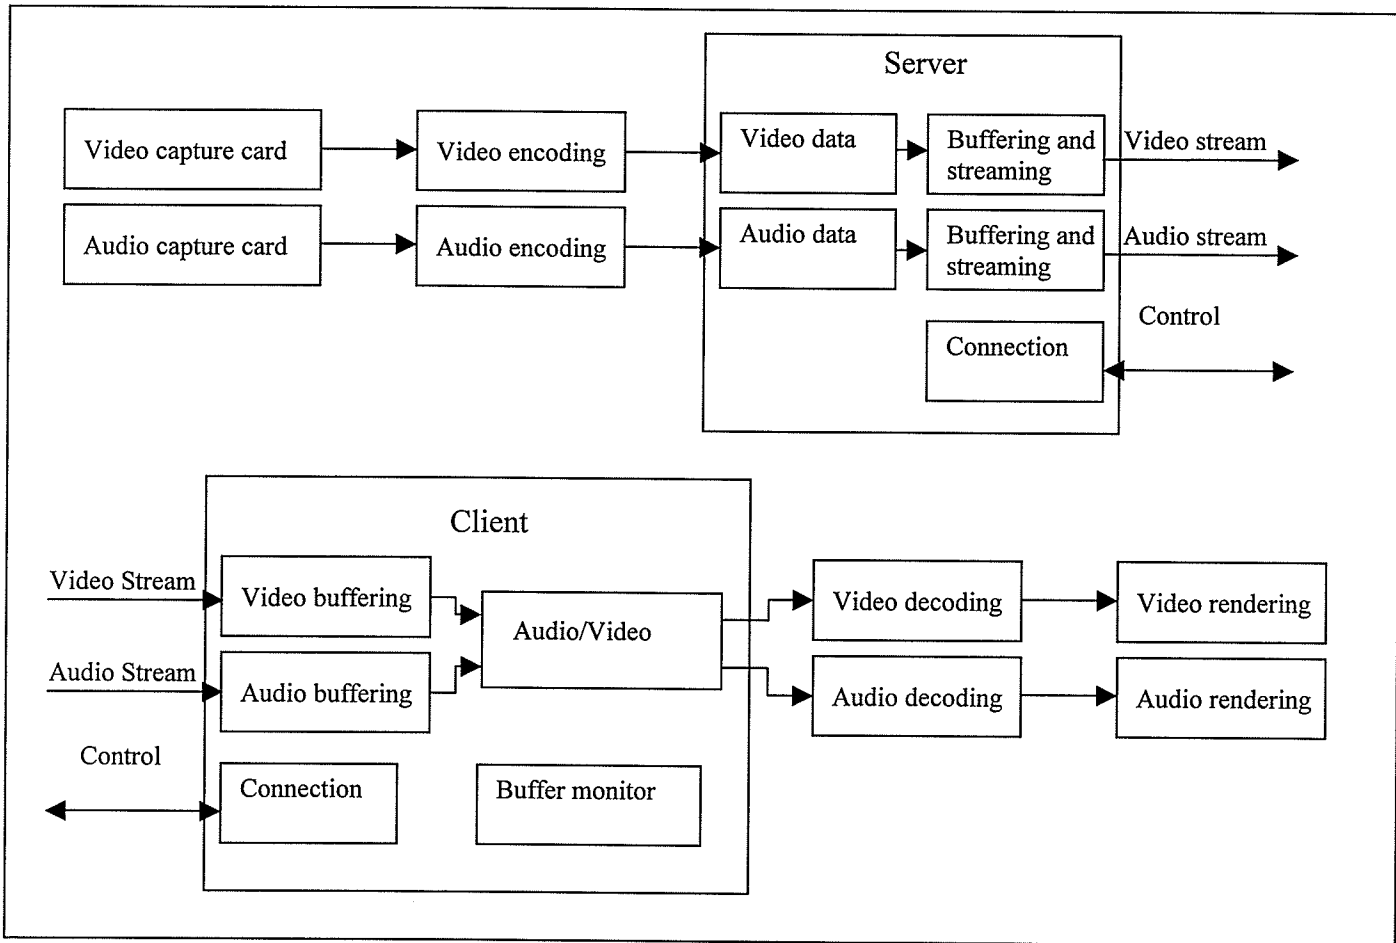 Server
Video capture card
Video encoding
Video data
Buffering and
streaming
Video stream
Audio capture card
Audio encoding
Audio data
Buffering and
streaming
Audio stream
Connection
Control
Client
Video Stream
Video buffering
Audio/Video
Video decoding
Video rendering
Audio Stream
Audio buffering
Audio decoding
Audio rendering
Control
Connection
Buffer monitor